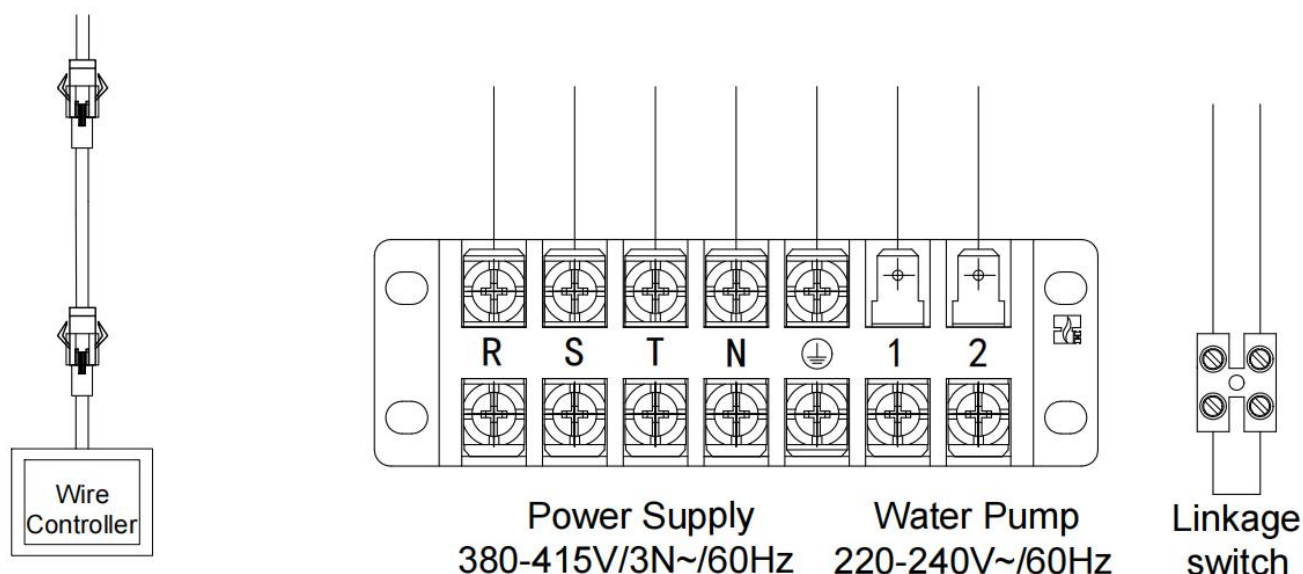 R S T N 1 2
Wire
Controller
Power Supply
380-415V/3N~/60Hz
Water Pump
220-240V~/60Hz
Linkage
switch